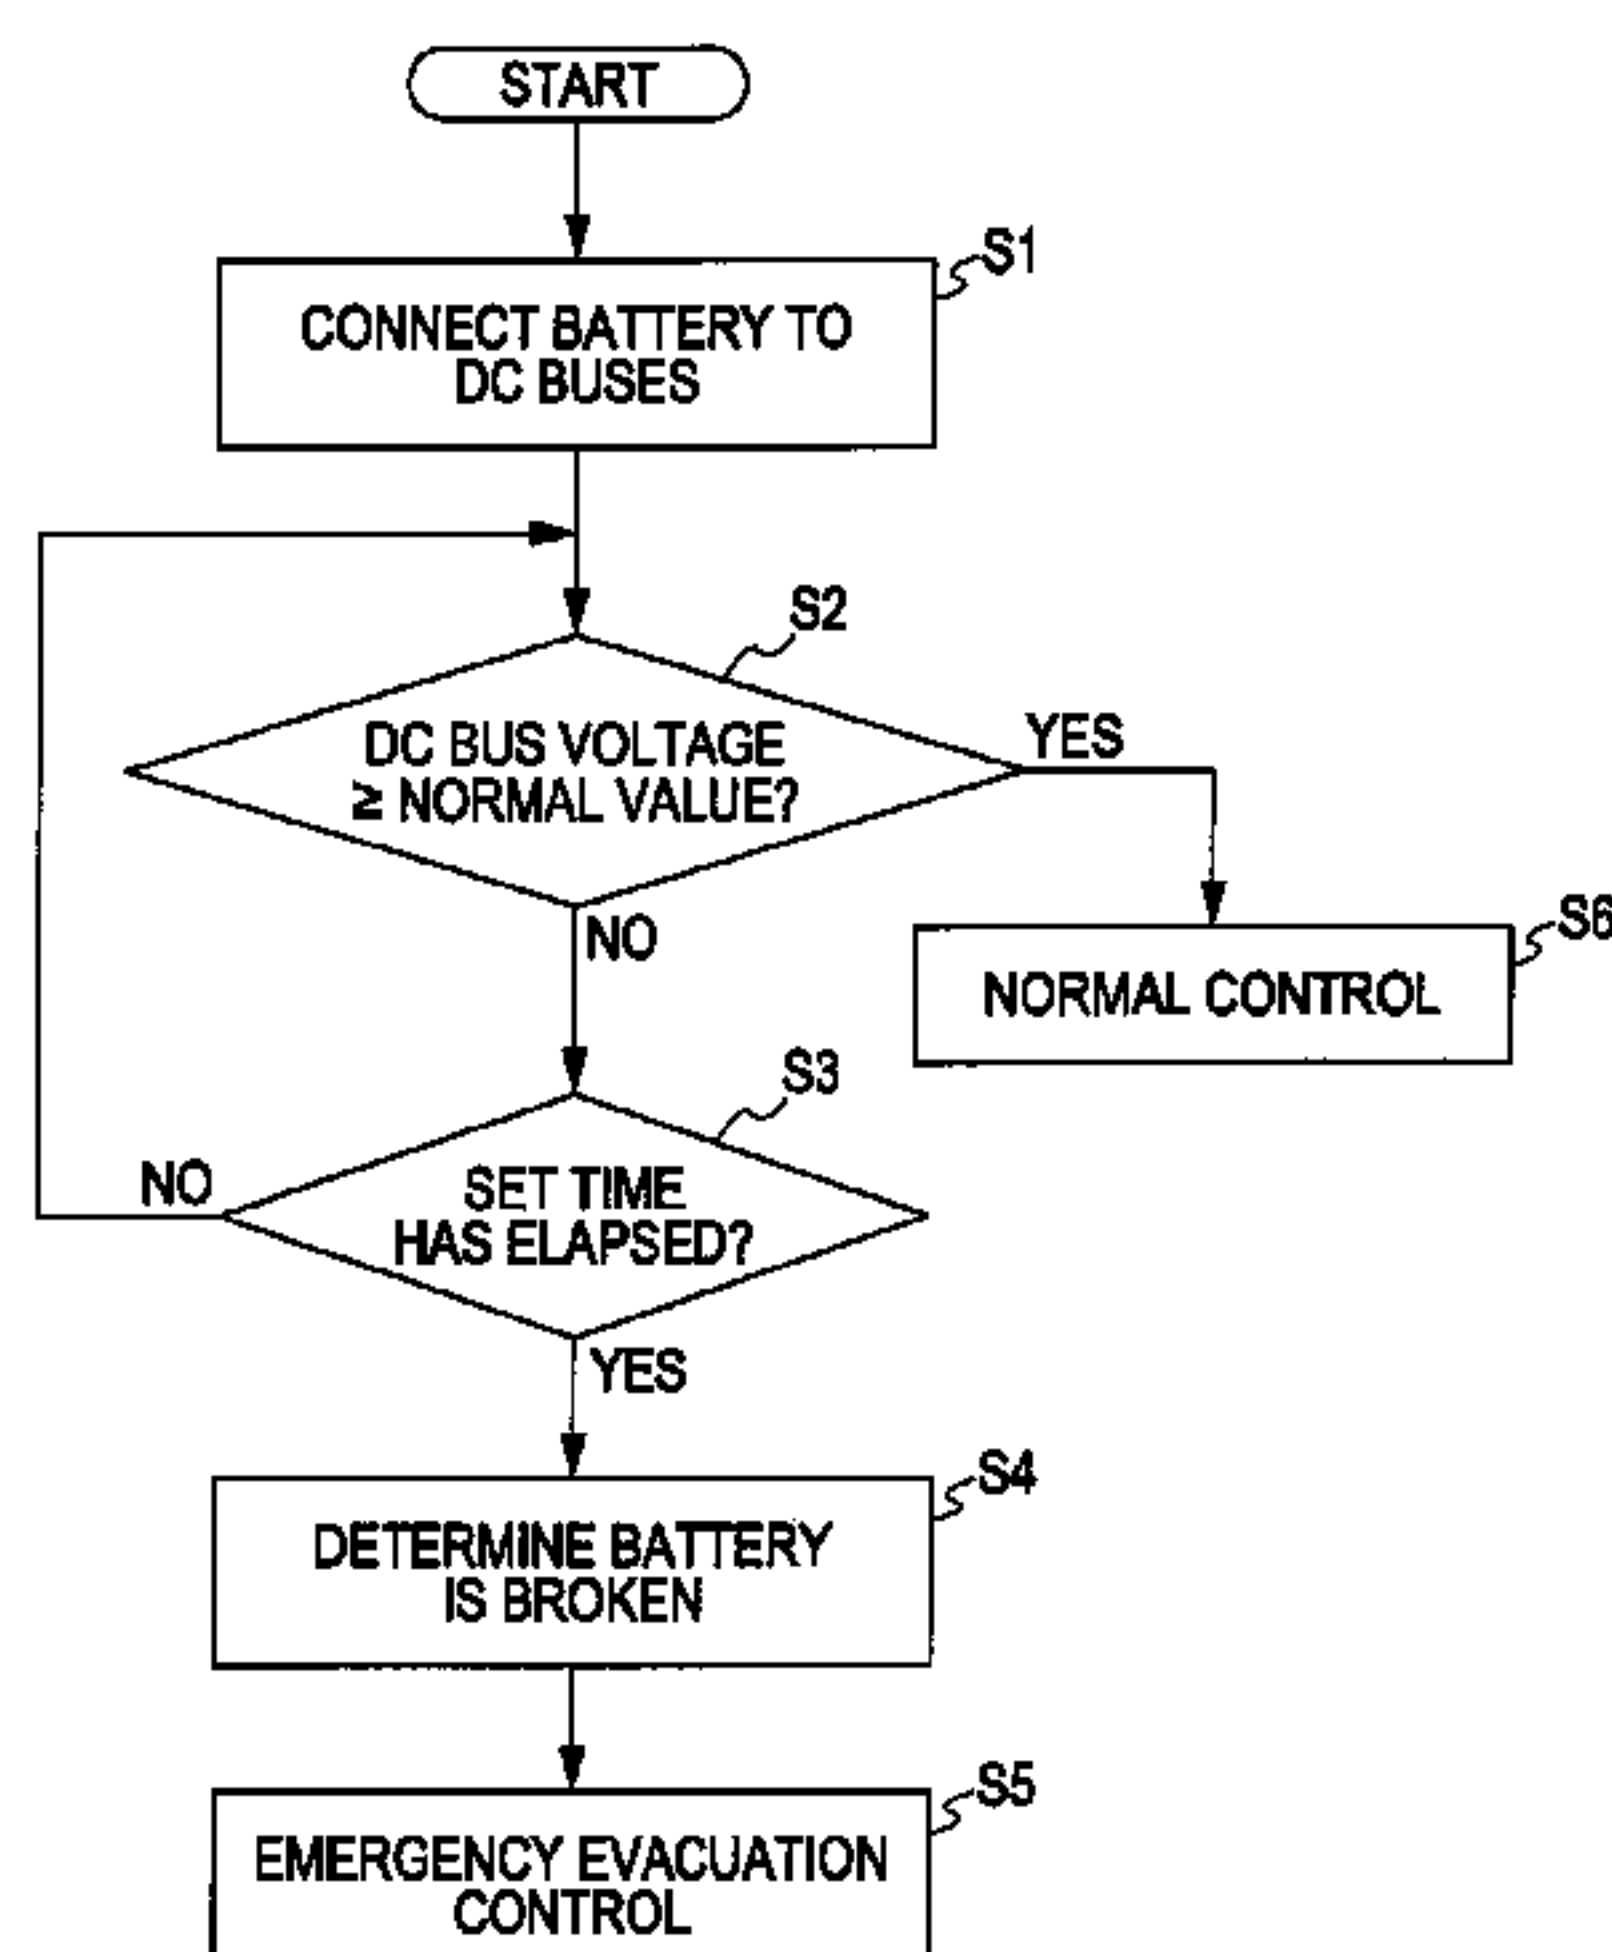 START
S1
CONNECT BATTERY TO
DC BUSES
S2
DC BUS VOLTAGE
≥ NORMAL VALUE?
YES
NO
S6
NORMAL CONTROL
S3
SET TIME
HAS ELAPSED?
NO
YES
S4
DETERMINE BATTERY
IS BROKEN
S5
EMERGENCY EVACUATION
CONTROL